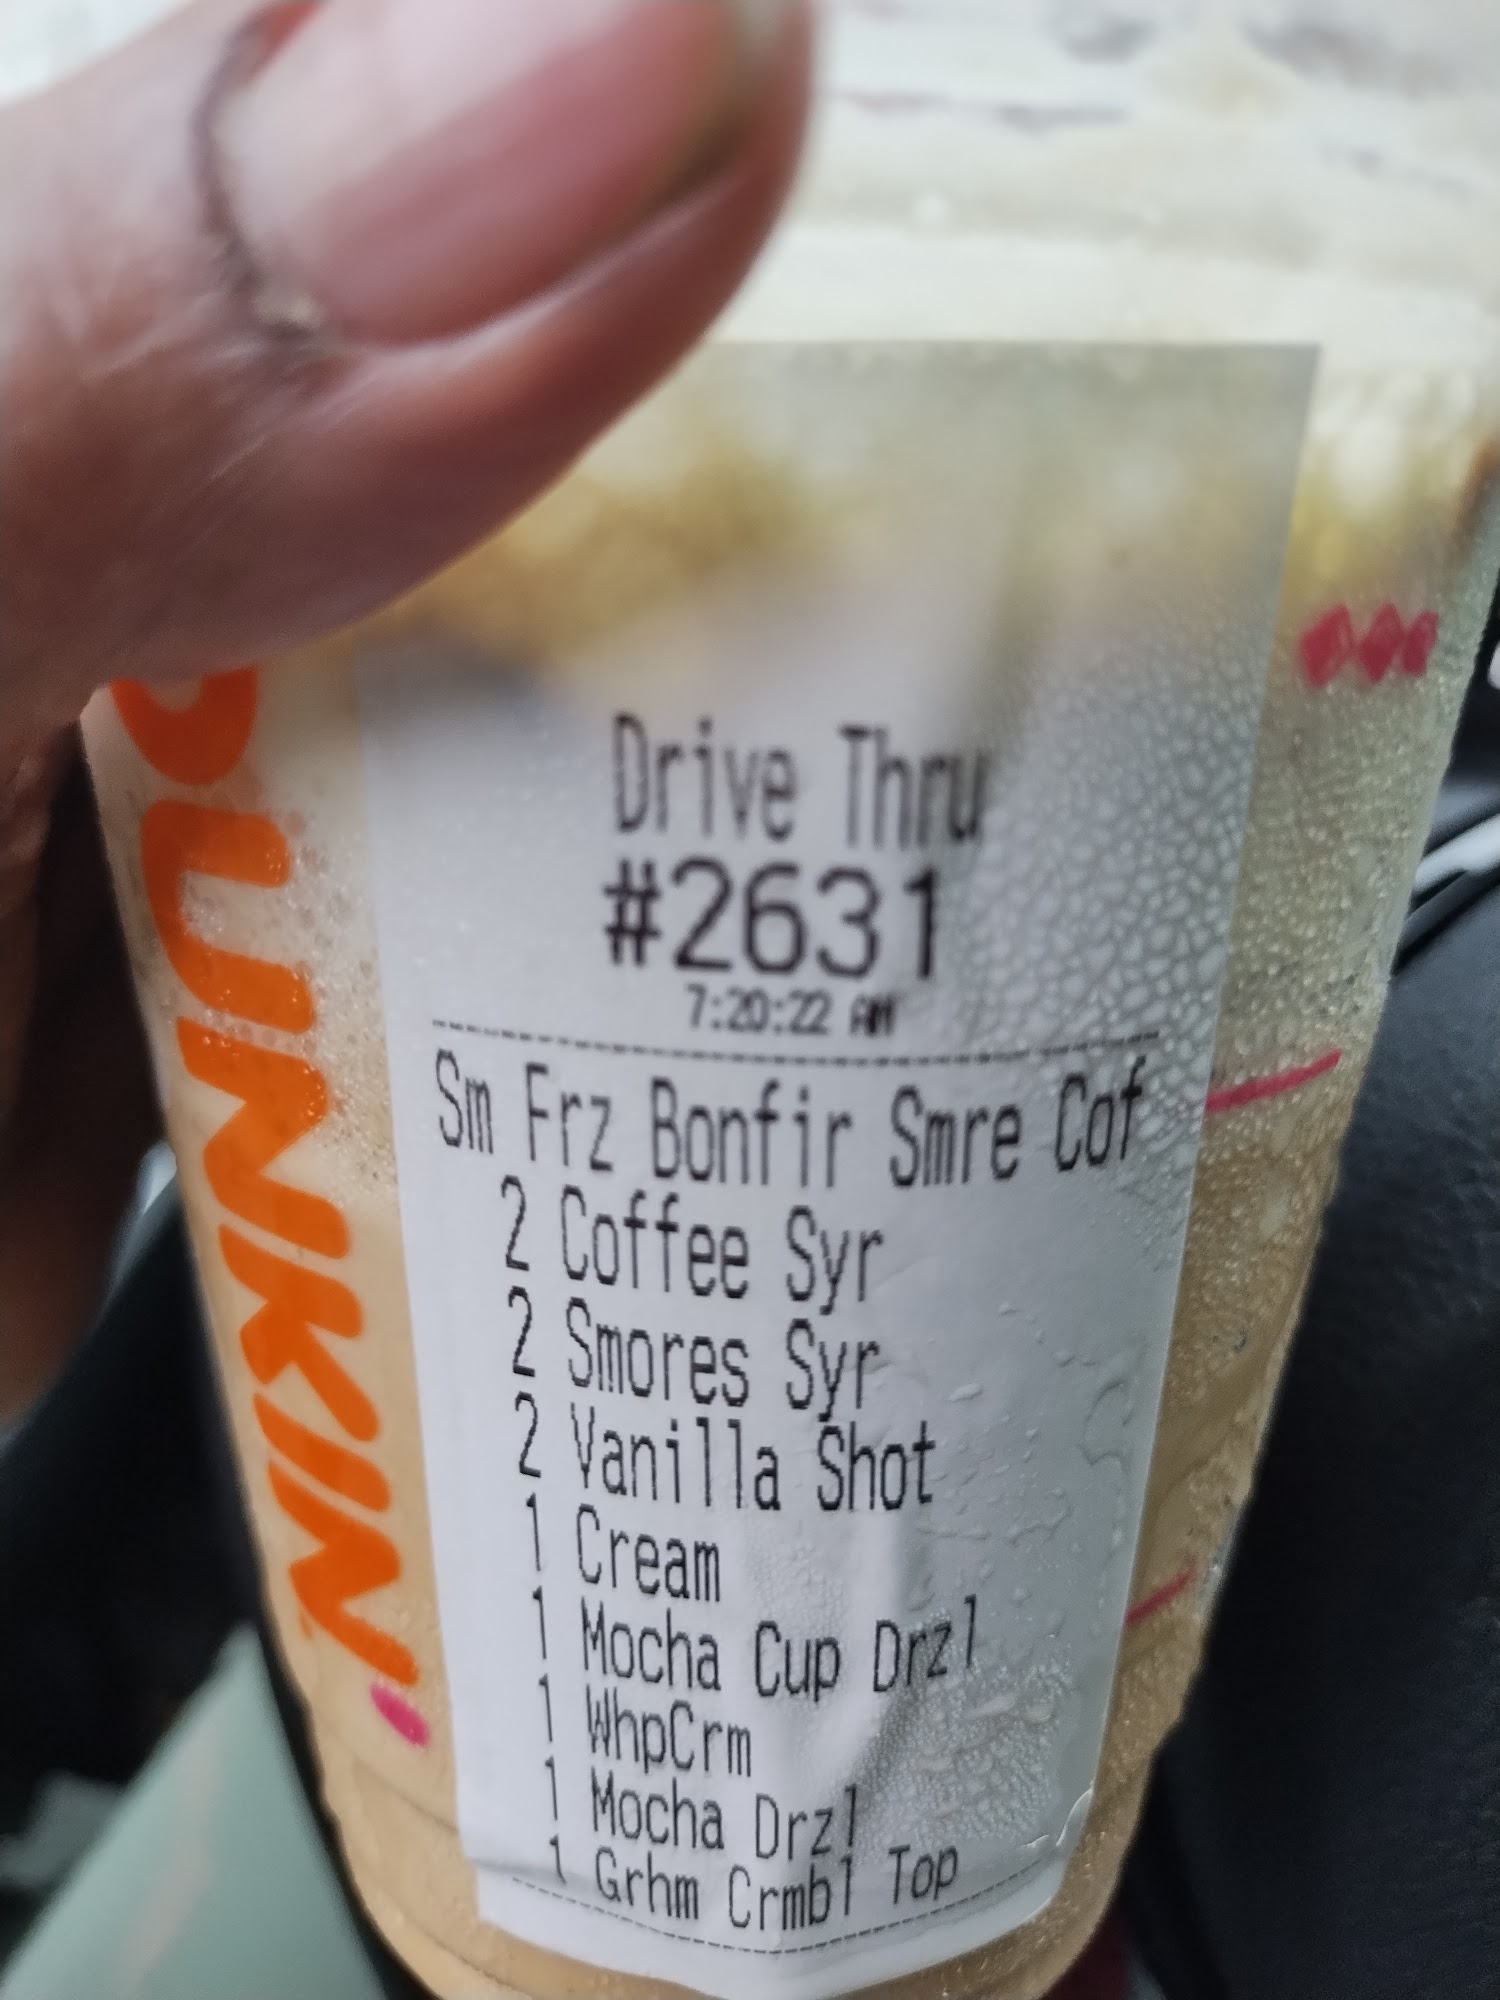 DUNKIN'
Drive Thru
#2631
7:20:22 AM
Sm Frz Bonfir Smre Cof
2 Coffee Syr
2 Smores Syr
2 Vanilla Shot
1 Cream
1 Mocha Cup Drzl
1 WhpCrm
1 Mocha Drzl
1 Grhm Crmbl Top